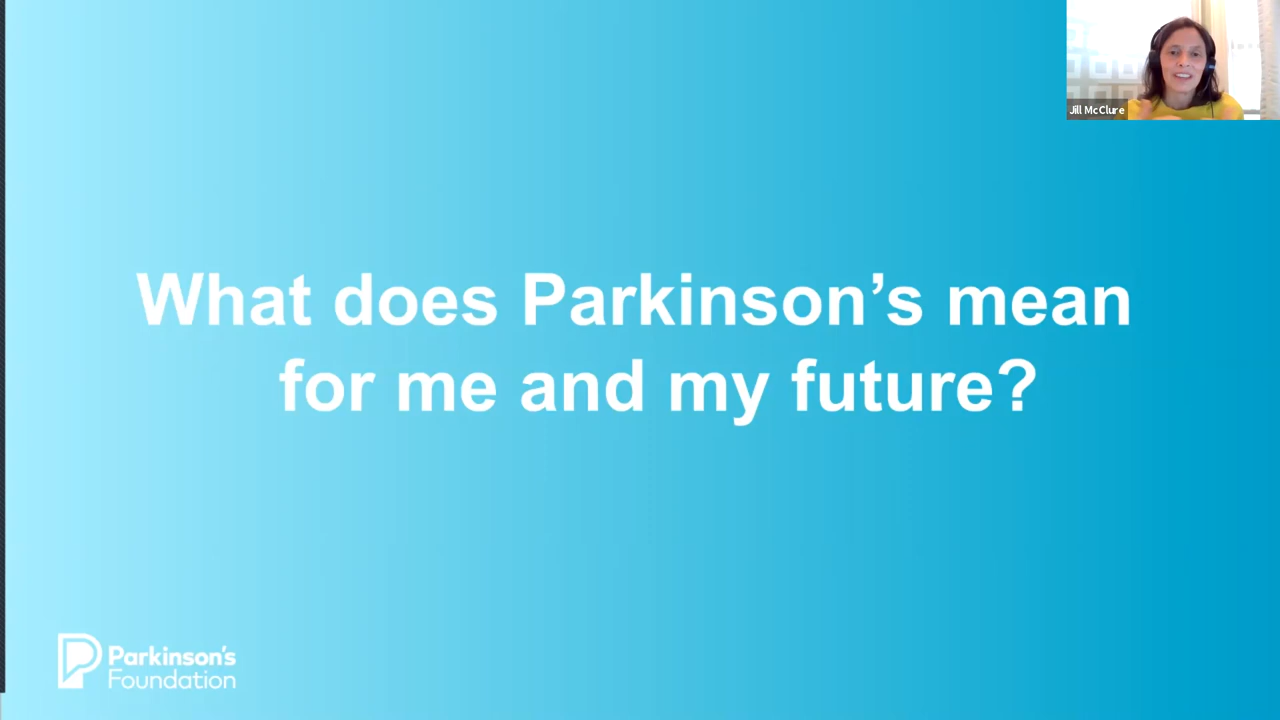 Jill McClure
What does Parkinson’s mean
for me and my future?
Parkinson's
Foundation